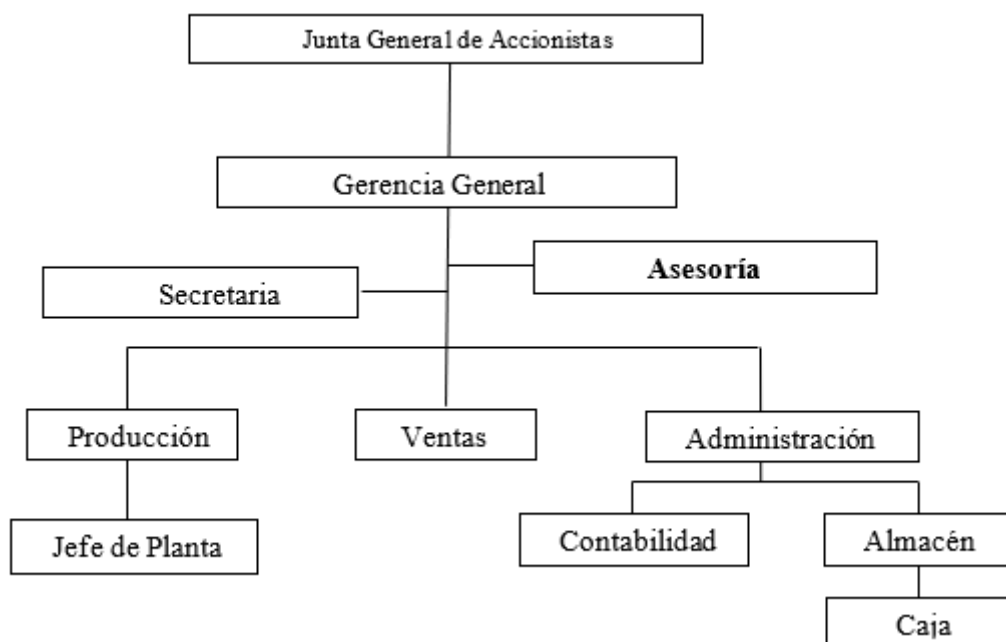 Junta General de Accionistas
Gerencia General
Asesoría
Secretaria
Producción
Ventas
Administración
Jefe de Planta
Contabilidad
Almacén
Caja